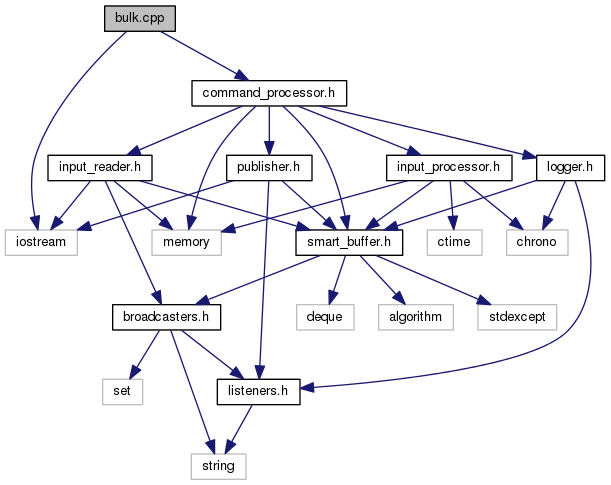 bulk.cpp
command_processor.h
input_reader.h
publisher.h
input_processor.h
logger.h
iostream
memory
smart_buffer.h
ctime
chrono
broadcasters.h
deque
algorithm
stdexcept
set
listeners.h
string